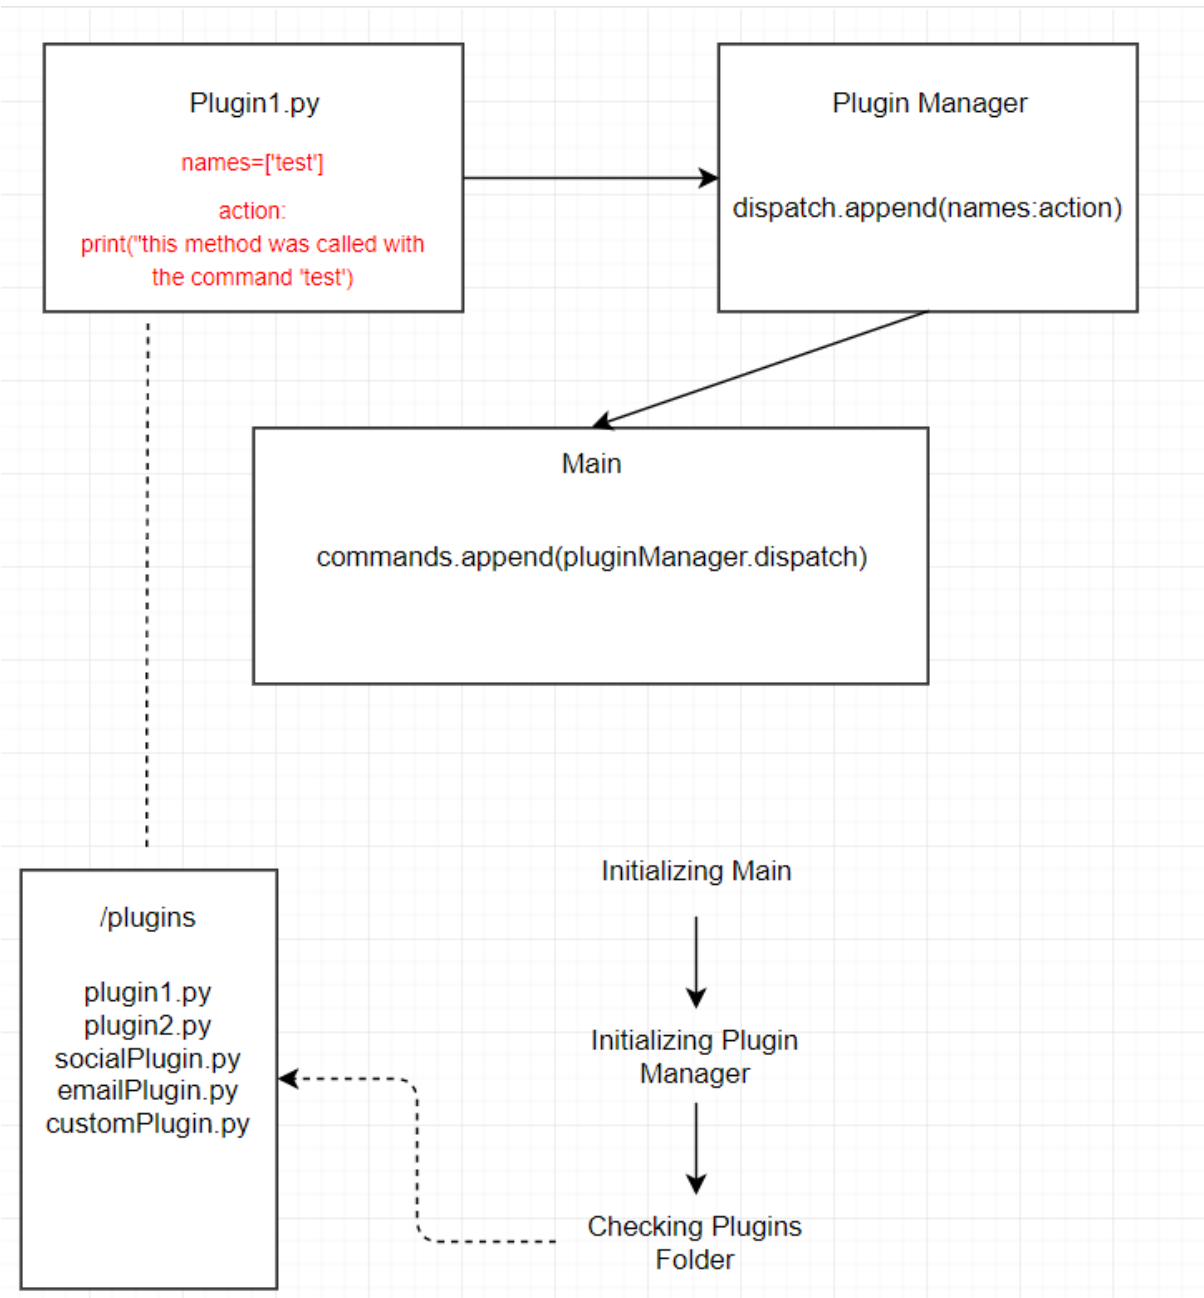 Plugin1.py
names=['test']
action:
print("this method was called with
the command 'test')
Plugin Manager
dispatch.append(names:action)
Main
commands.append(pluginManager.dispatch)
/plugins
plugin1.py
plugin2.py
socialPlugin.py
emailPlugin.py
customPlugin.py
Initializing Main
Initializing Plugin
Manager
Checking Plugins
Folder